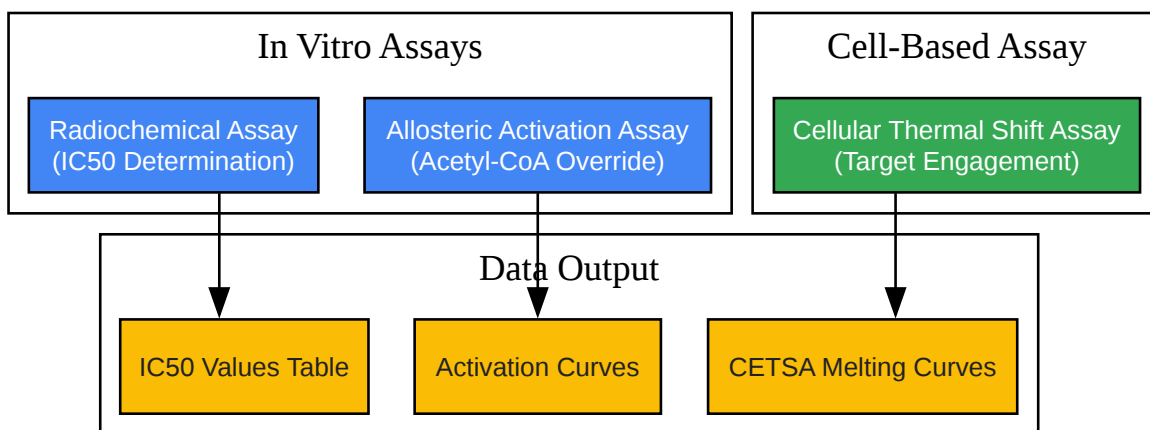 In Vitro Assays
Cell-Based Assay
Radiochemical Assay
(IC50 Determination)
Allosteric Activation Assay
(Acetyl-CoA Override)
Cellular Thermal Shift Assay
(Target Engagement)
Data Output
IC50 Values Table
Activation Curves
CETSA Melting Curves